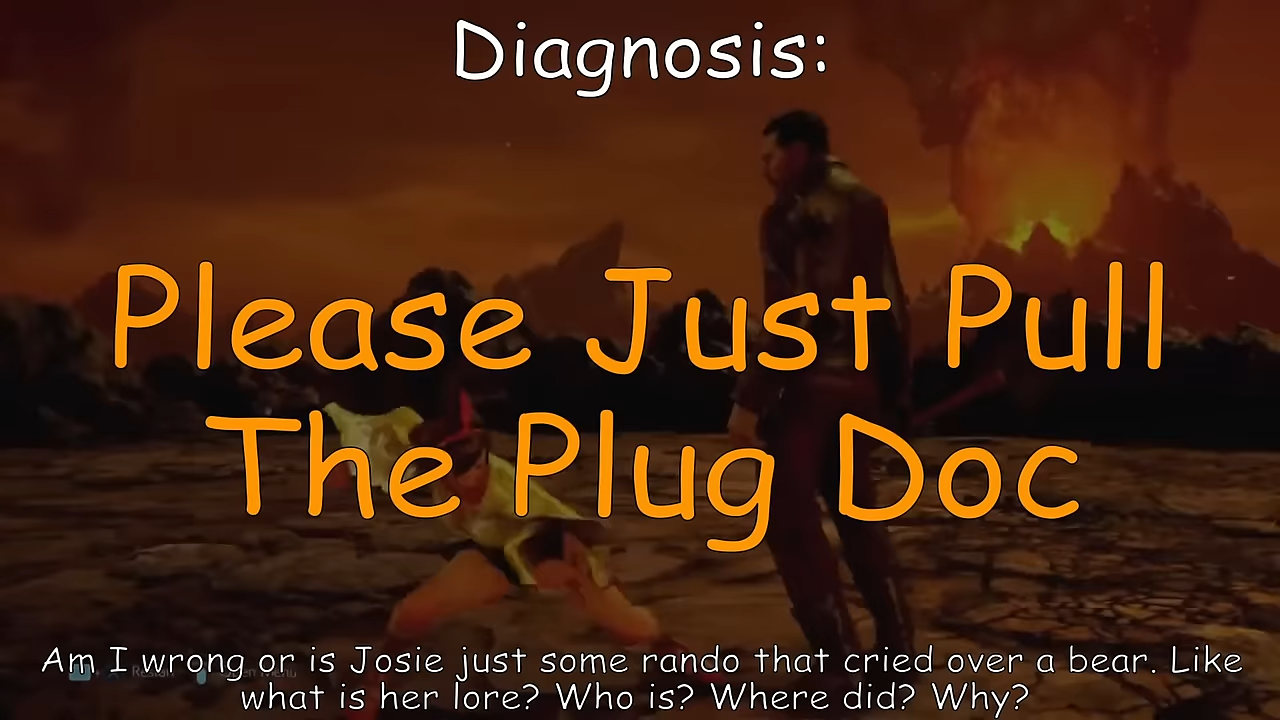 Diagnosis:
Please Just Pull
The Plug Doc
Am I wrong or is Josie just some rando that cried over a bear. Like
what is her lore? Who is? Where did? Why?